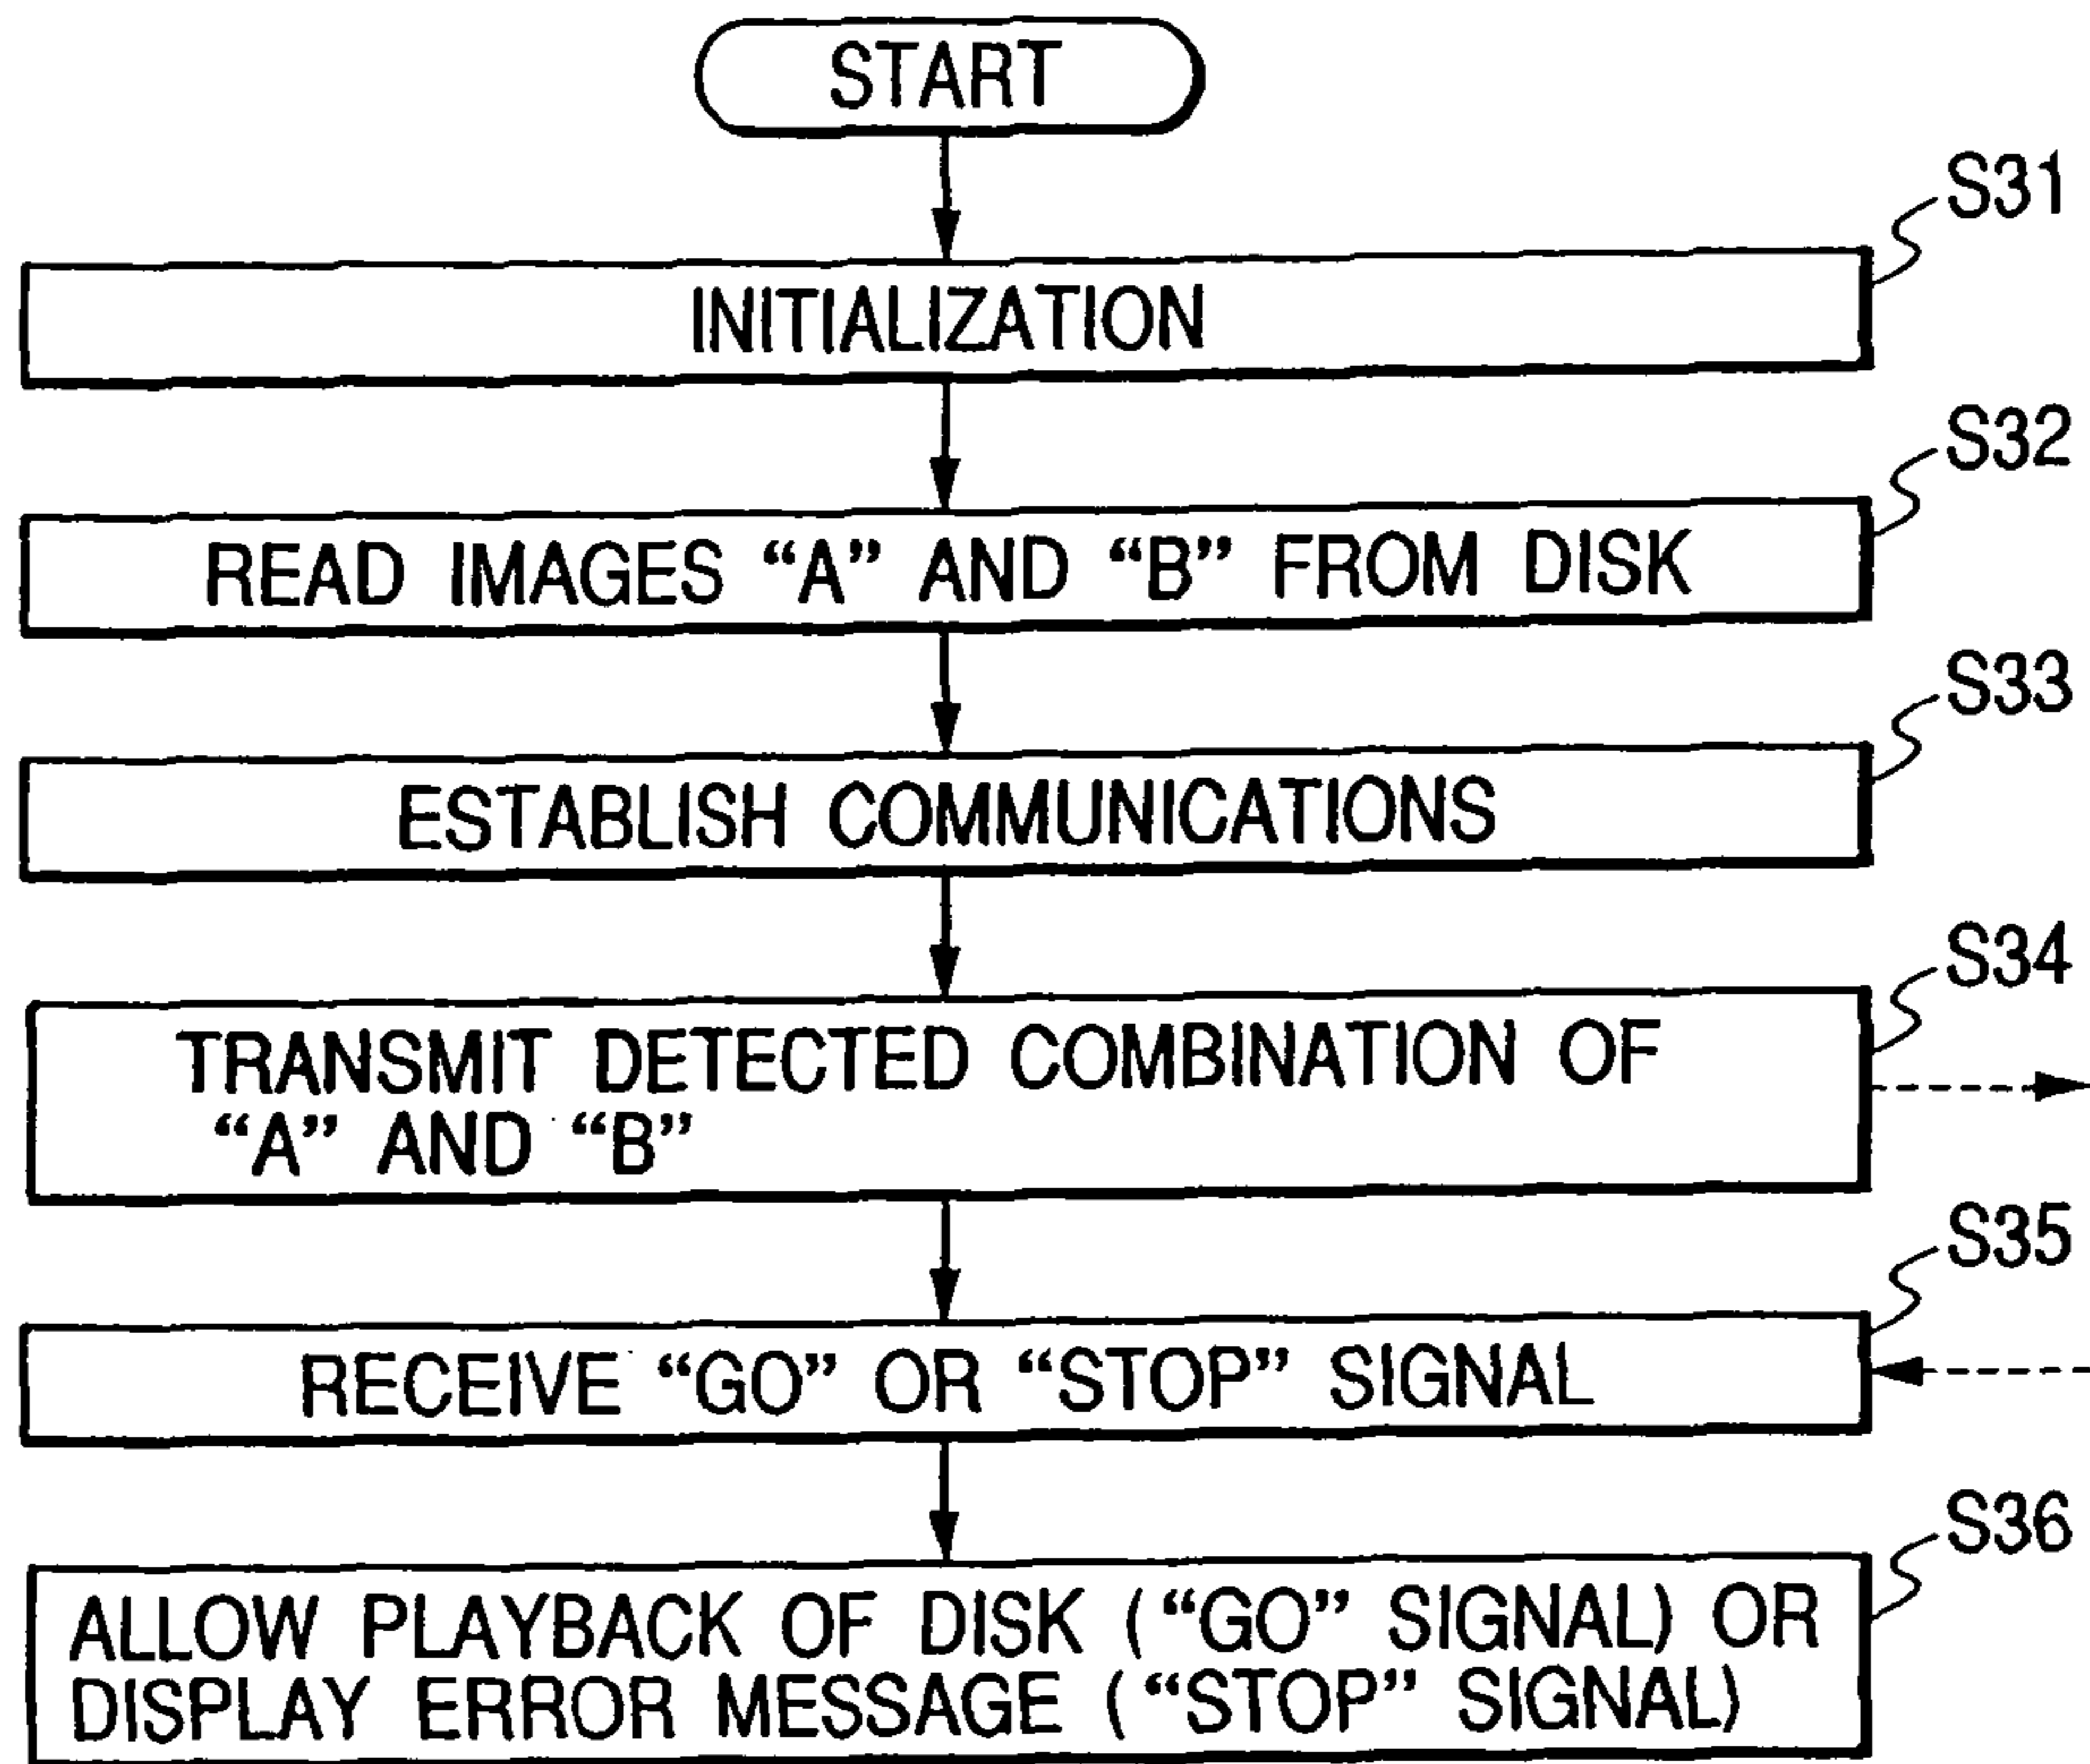 START
S31
INITIALIZATION
S32
READ IMAGES “A” AND “B” FROM DISK
S33
ESTABLISH COMMUNICATIONS
S34
TRANSMIT DETECTED COMBINATION OF
“A” AND “B”
S35
RECEIVE “GO” OR “STOP” SIGNAL
S36
ALLOW PLAYBACK OF DISK (“GO” SIGNAL) OR
DISPLAY ERROR MESSAGE (“STOP” SIGNAL)